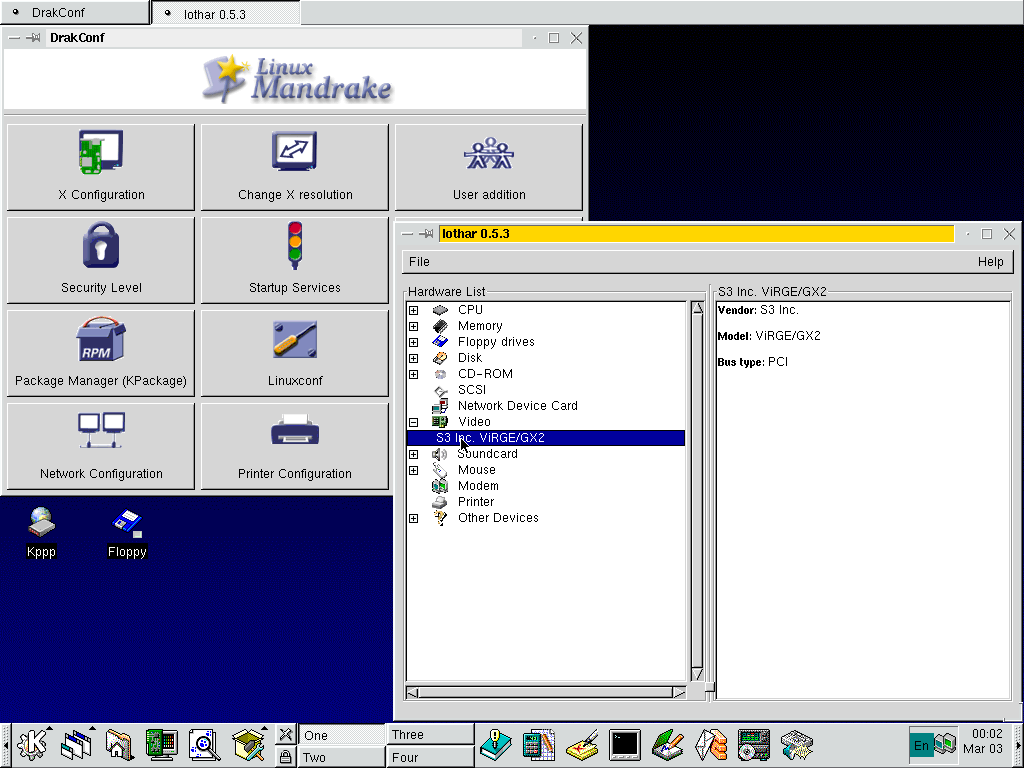 DrakConf
lothar 0.5.3
DrakConf
Linux
Mandrake
X Configuration
Change X resolution
User addition
Security Level
Startup Services
RPM
Package Manager (KPackage)
Linuxconf
Network Configuration
Printer Configuration
lothar 0.5.3
File
Help
Hardware List
CPU
Memory
Floppy drives
Disk
CD-ROM
SCSI
Network Device Card
Video
S3 Inc. ViRGE/GX2
Soundcard
Mouse
Modem
Printer
Other Devices
S3 Inc. ViRGE/GX2
Vendor: S3 Inc.
Model: ViRGE/GX2
Bus type: PCI
Kppp
Floppy
One
Two
Three
Four
En
00:02
Mar 03